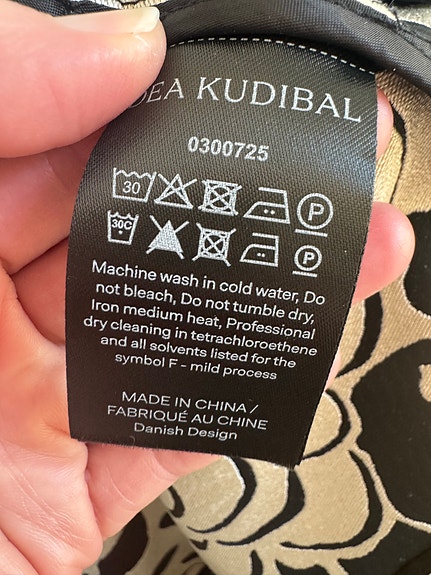 DEA KUDIBAL
0300725
30 P
30C P
Machine wash in cold water, Do
not bleach, Do not tumble dry,
Iron medium heat, Professional
dry cleaning in tetrachloroethene
and all solvents listed for the
symbol F - mild process
MADE IN CHINA /
FABRIQUÉ AU CHINE
Danish Design